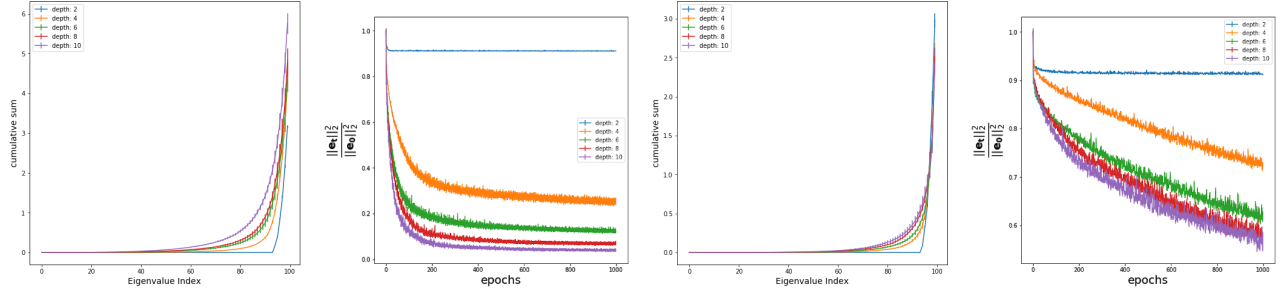 cumulative sum
6
5
4
3
2
1
0
depth: 2
depth: 4
depth: 6
depth: 8
depth: 10
0
20
40
60
80
100
Eigenvalue Index
||e_t||_2^2
||e_0||_2^2
1.0
0.8
0.6
0.4
0.2
0.0
depth: 2
depth: 4
depth: 6
depth: 8
depth: 10
0
200
400
600
800
1000
epochs
cumulative sum
3.0
2.5
2.0
1.5
1.0
0.5
0.0
depth: 2
depth: 4
depth: 6
depth: 8
depth: 10
0
20
40
60
80
100
Eigenvalue Index
||e_t||_2^2
||e_0||_2^2
1.0
0.9
0.8
0.7
0.6
depth: 2
depth: 4
depth: 6
depth: 8
depth: 10
0
200
400
600
800
1000
epochs